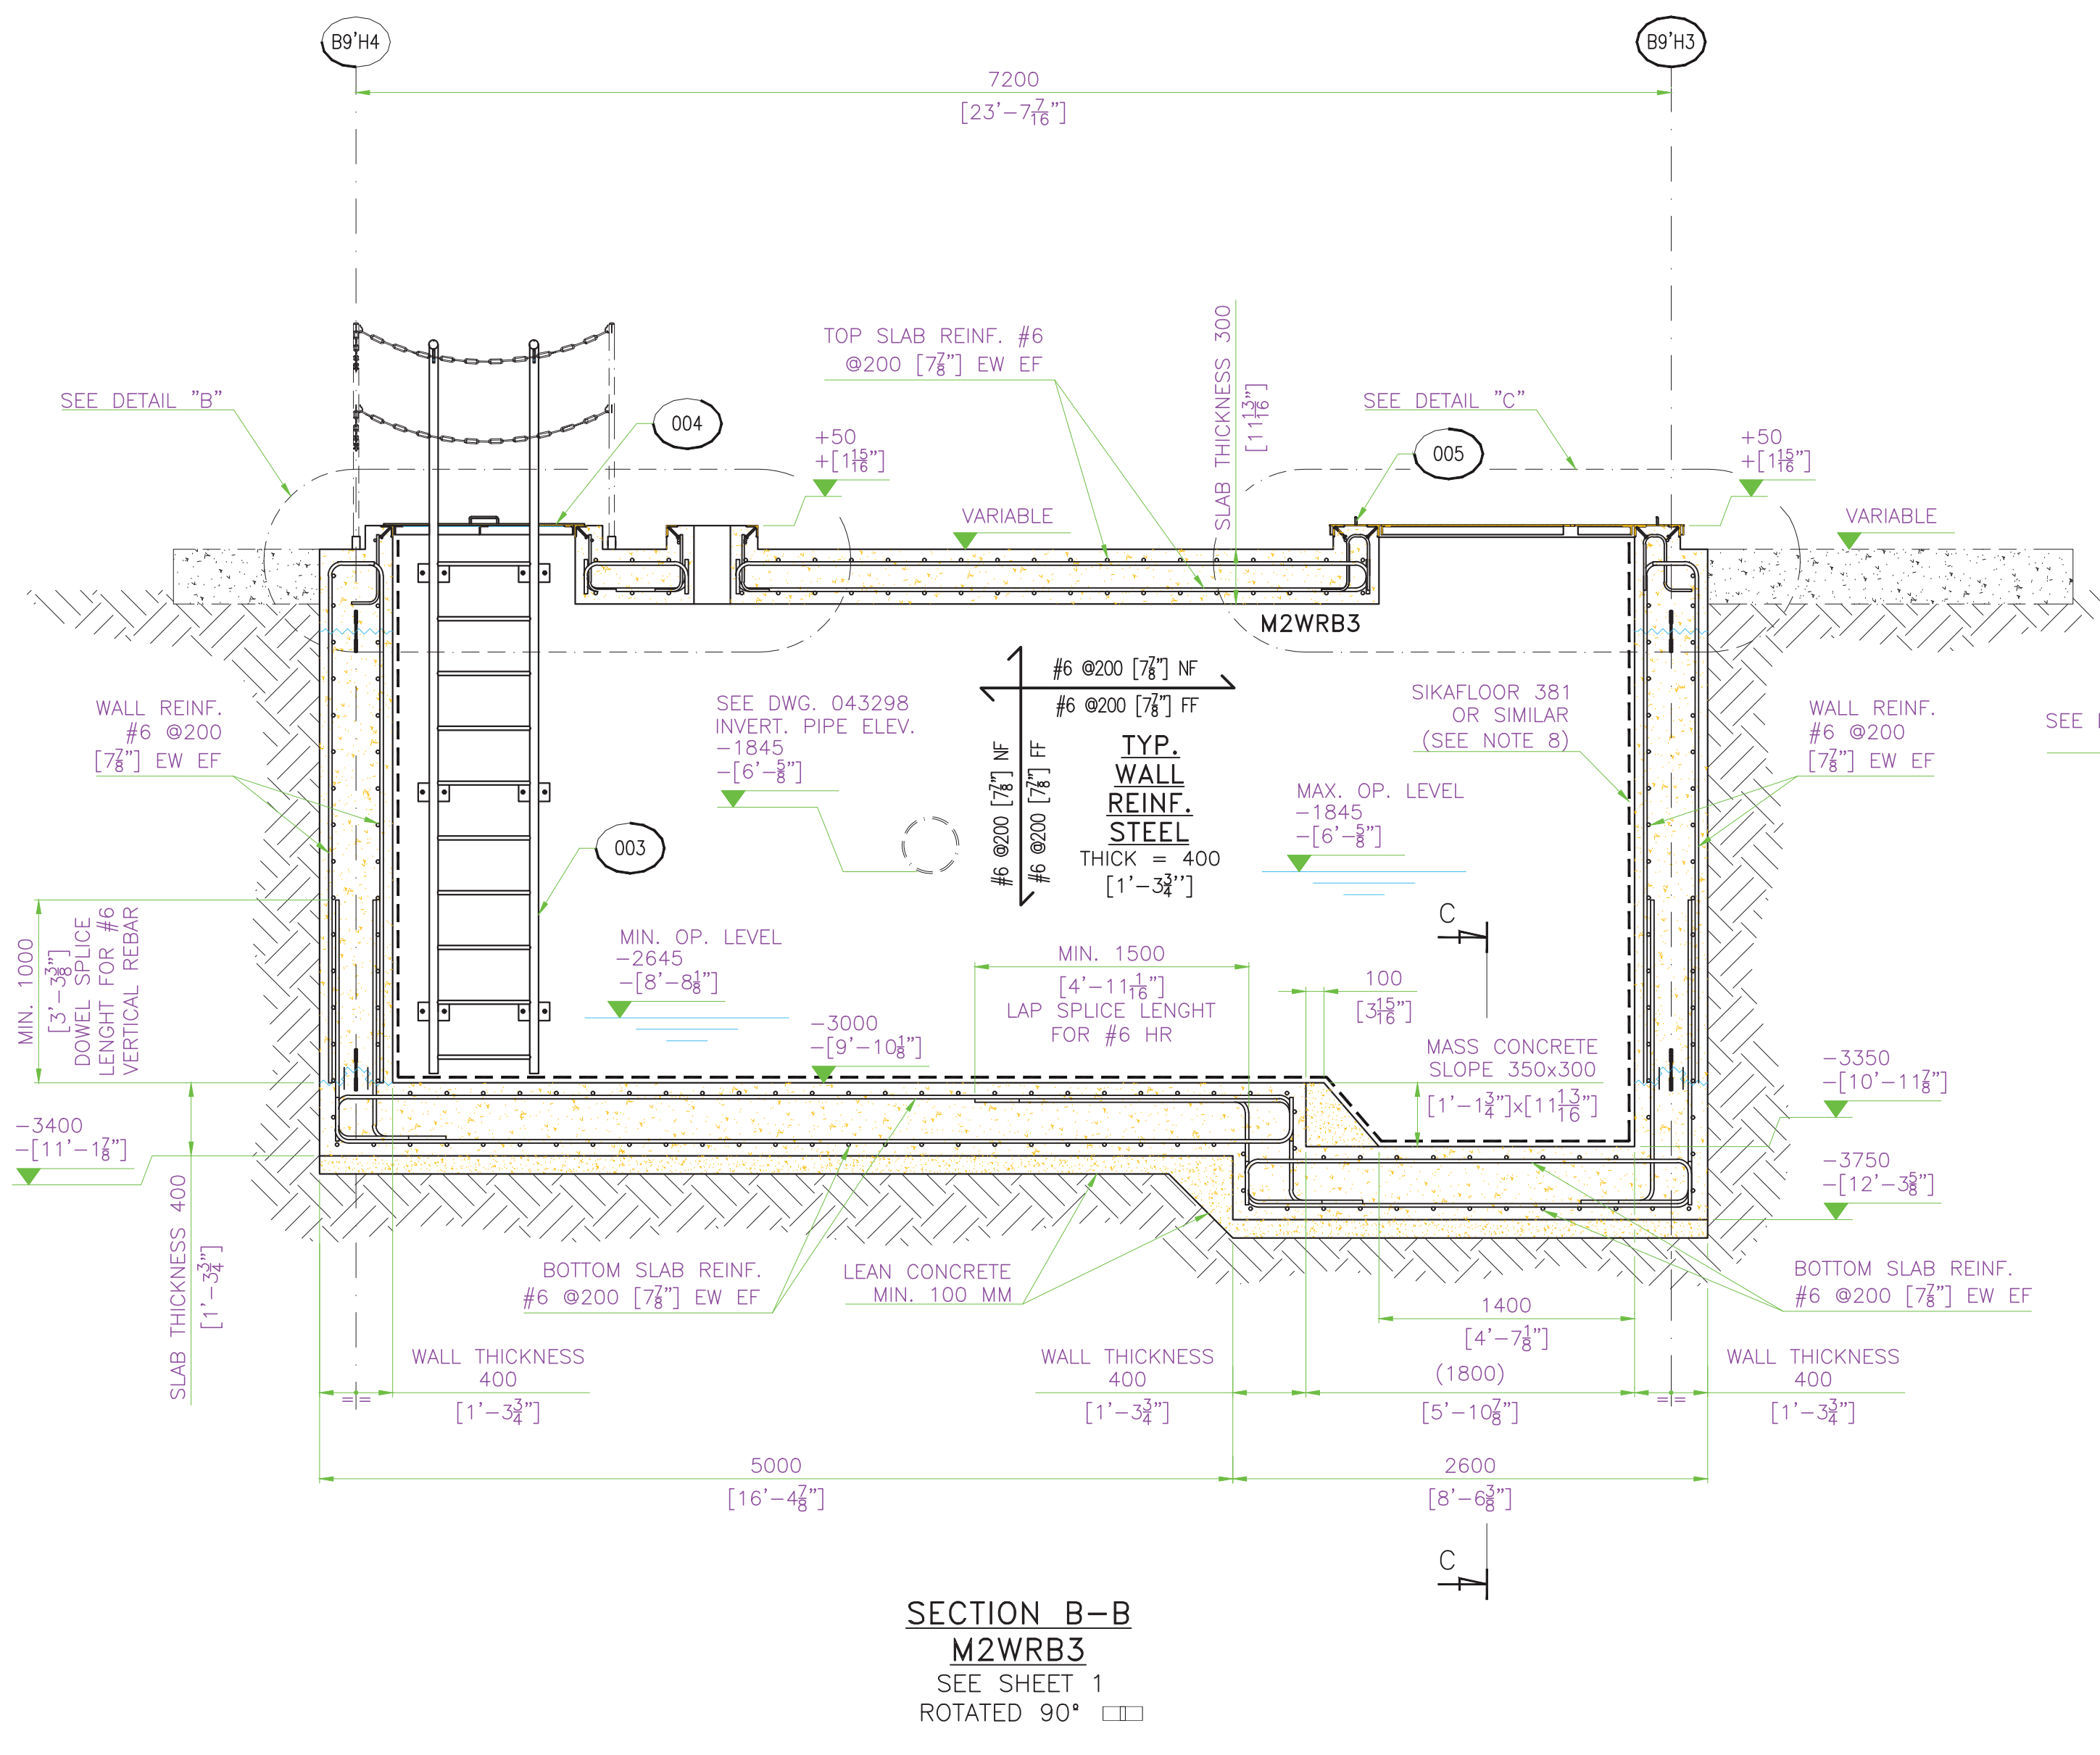 B9'H4
B9'H3
7200
[23'-7 7/16"]
TOP SLAB REINF. #6
@200 [7 7/8"] EW EF
SLAB THICKNESS 300
[11 13/16"]
SEE DETAIL "B"
004
+50
+[1 15/16"]
SEE DETAIL "C"
005
+50
+[1 15/16"]
VARIABLE
VARIABLE
M2WRB3
WALL REINF.
#6 @200
[7 7/8"] EW EF
SEE DWG. 043298
INVERT. PIPE ELEV.
-1845
-[6'-5/8"]
#6 @200 [7 7/8"] NF
#6 @200 [7 7/8"] FF
#6 @200 [7 7/8"] NF
#6 @200 [7 7/8"] FF
TYP.
WALL
REINF.
STEEL
THICK = 400
[1'-3 3/4'']
SIKAFLOOR 381
OR SIMILAR
(SEE NOTE 8)
WALL REINF.
#6 @200
[7 7/8"] EW EF
SEE
MAX. OP. LEVEL
-1845
-[6'-5/8"]
003
C
MIN. 1000
[3'-3 3/8"]
DOWEL SPLICE
LENGHT FOR #6
VERTICAL REBAR
MIN. OP. LEVEL
-2645
-[8'-8 1/8"]
MIN. 1500
[4'-11 1/16"]
LAP SPLICE LENGHT
FOR #6 HR
100
[3 15/16"]
-3000
-[9'-10 1/8"]
MASS CONCRETE
SLOPE 350x300
[1'-1 3/4"]x[11 13/16"]
-3350
-[10'-11 7/8"]
-3400
-[11'-1 7/8"]
-3750
-[12'-3 5/8"]
SLAB THICKNESS 400
[1'-3 3/4"]
BOTTOM SLAB REINF.
#6 @200 [7 7/8"] EW EF
LEAN CONCRETE
MIN. 100 MM
BOTTOM SLAB REINF.
#6 @200 [7 7/8"] EW EF
1400
[4'-7 1/8"]
WALL THICKNESS
400
[1'-3 3/4"]
WALL THICKNESS
400
[1'-3 3/4"]
(1800)
[5'-10 7/8"]
WALL THICKNESS
400
[1'-3 3/4"]
= =
= =
5000
[16'-4 7/8"]
2600
[8'-6 3/8"]
C
SECTION B-B
M2WRB3
SEE SHEET 1
ROTATED 90°